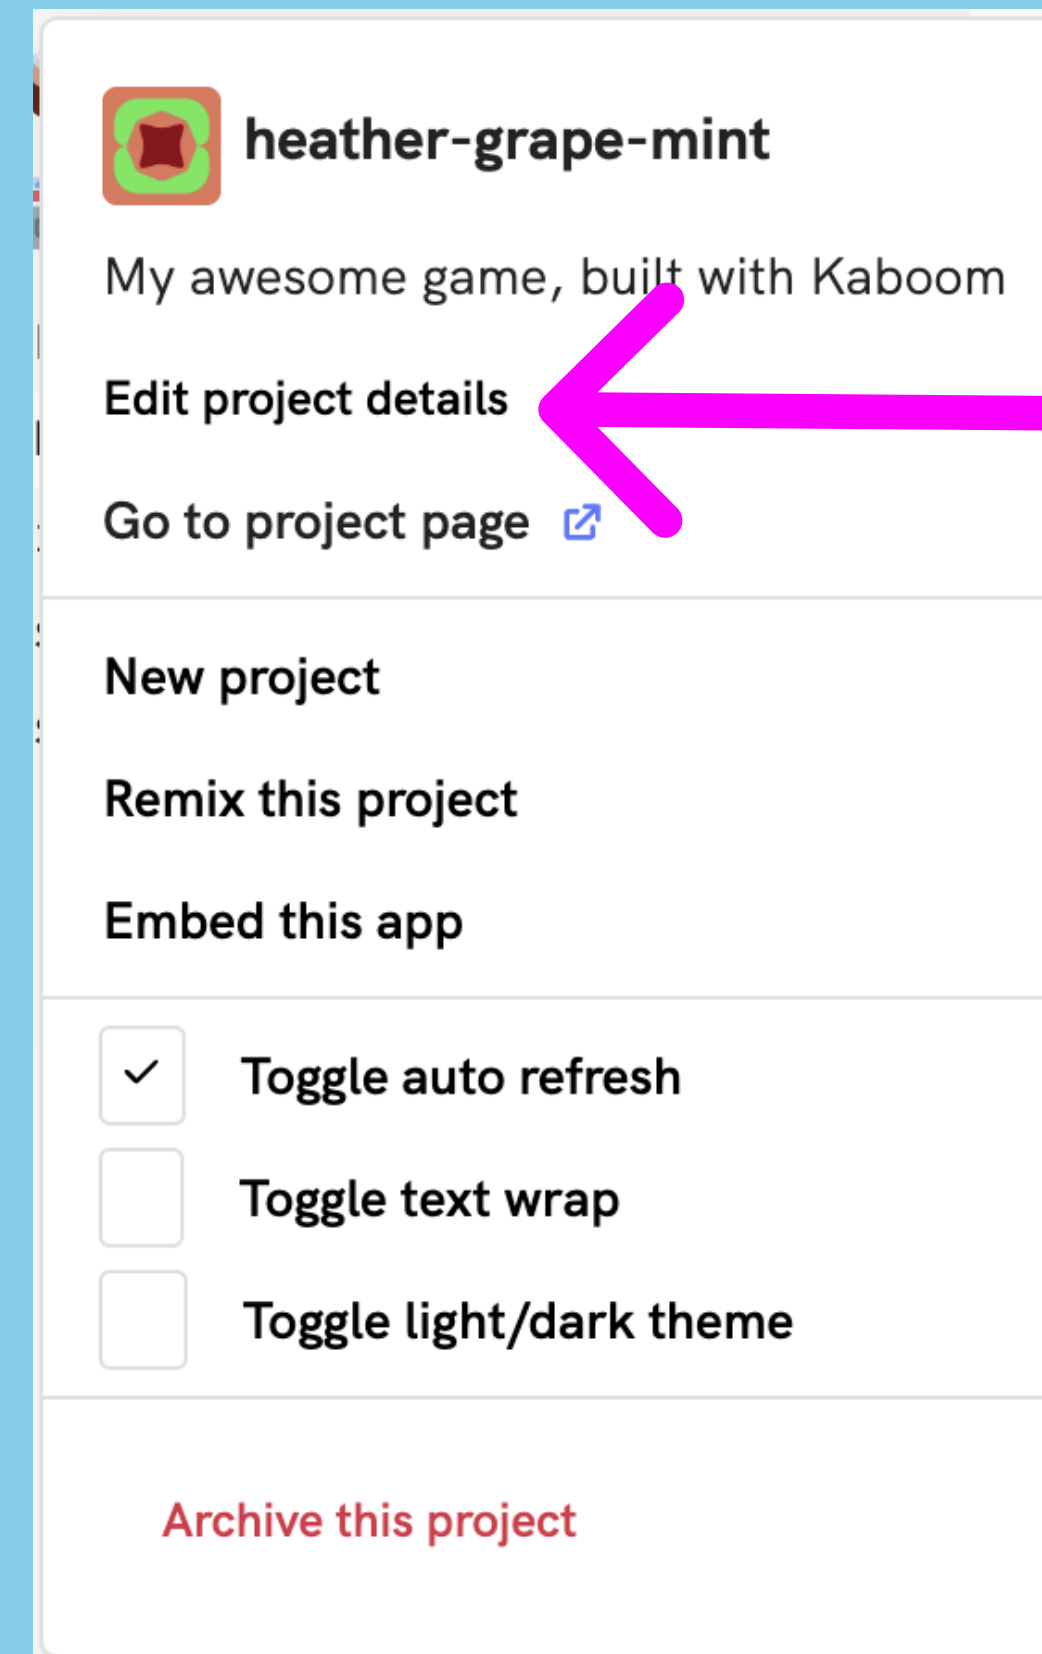 heather-grape-mint
My awesome game, built with Kaboom
Edit project details
Go to project page
New project
Remix this project
Embed this app
Toggle auto refresh
Toggle text wrap
Toggle light/dark theme
Archive this project